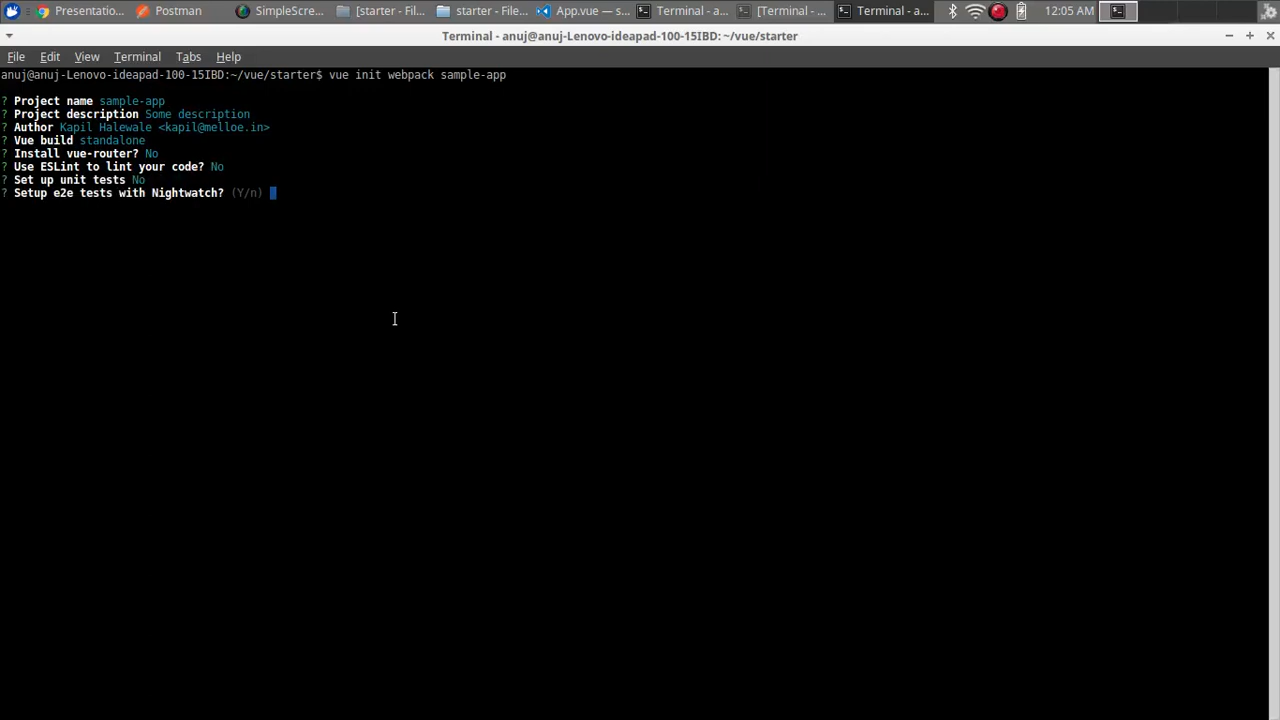 Presentatio... Postman SimpleScre... [starter - Fil... starter - File... App.vue — s... Terminal - a... [Terminal - ... Terminal - a... 12:05 AM
Terminal - anuj@anuj-Lenovo-ideapad-100-15IBD: ~/vue/starter
File Edit View Terminal Tabs Help
anuj@anuj-Lenovo-ideapad-100-15IBD:~/vue/starter$ vue init webpack sample-app
? Project name sample-app
? Project description Some description
? Author Kapil Halewale <kapil@melloe.in>
? Vue build standalone
? Install vue-router? No
? Use ESLint to lint your code? No
? Set up unit tests No
? Setup e2e tests with Nightwatch? (Y/n)